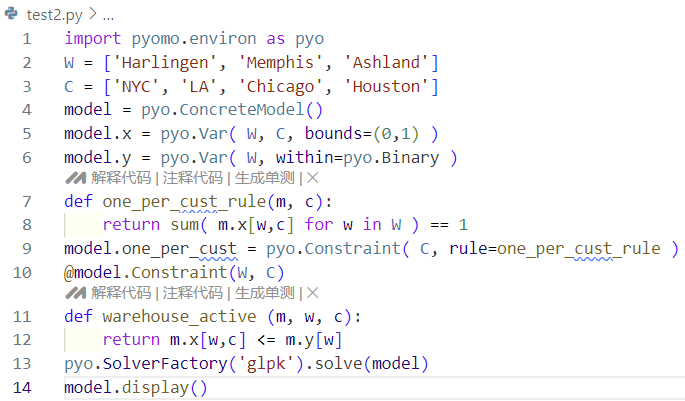 test2.py > ...
1 import pyomo.environ as pyo
2 W = ['Harlingen', 'Memphis', 'Ashland']
3 C = ['NYC', 'LA', 'Chicago', 'Houston']
4 model = pyo.ConcreteModel()
5 model.x = pyo.Var( W, C, bounds=(0,1) )
6 model.y = pyo.Var( W, within=pyo.Binary )
解释代码 | 注释代码 | 生成单测 | ×
7 def one_per_cust_rule(m, c):
8     return sum( m.x[w,c] for w in W ) == 1
9 model.one_per_cust = pyo.Constraint( C, rule=one_per_cust_rule )
10 @model.Constraint(W, C)
解释代码 | 注释代码 | 生成单测 | ×
11 def warehouse_active (m, w, c):
12     return m.x[w,c] <= m.y[w]
13 pyo.SolverFactory('glpk').solve(model)
14 model.display()